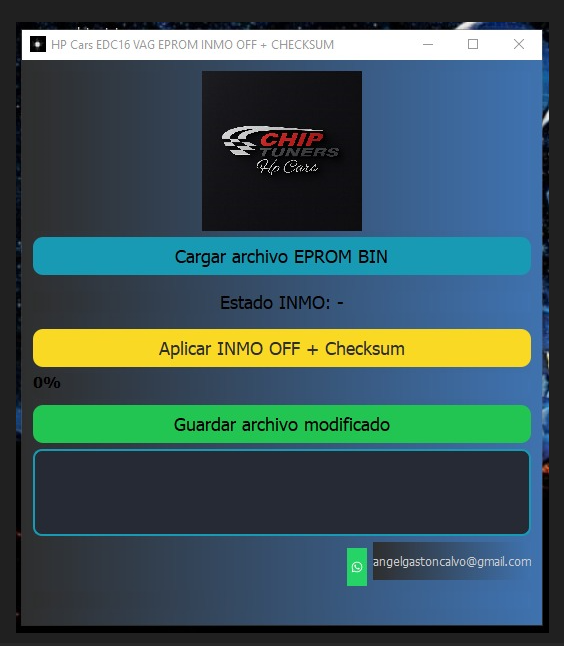 HP Cars EDC16 VAG EPROM INMO OFF + CHECKSUM
CHIP
TUNERS
Hp Cars
Cargar archivo EPROM BIN
Estado INMO: -
Aplicar INMO OFF + Checksum
0%
Guardar archivo modificado
angelgastoncalvo@gmail.com